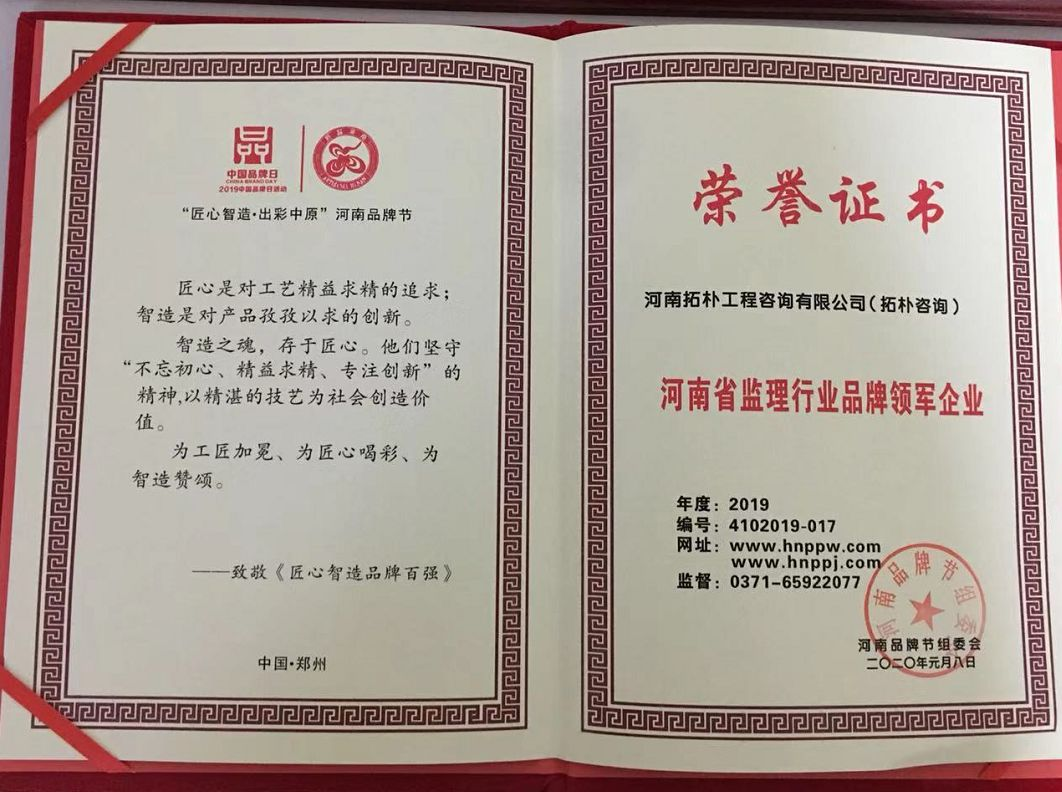 中国品牌日
CHINA BRAND DAY
2019中国品牌日活动
“匠心智造·出彩中原”河南品牌节
匠心是对工艺精益求精的追求；
智造是对产品孜孜以求的创新。
智造之魂，存于匠心。他们坚守
“不忘初心、精益求精、专注创新”的
精神,以精湛的技艺为社会创造价
值。
为工匠加冕、为匠心喝彩、为
智造赞颂。
——致敬《匠心智造品牌百强》
中国·郑州
荣誉证书
河南拓朴工程咨询有限公司（拓朴咨询）
河南省监理行业品牌领军企业
年度：2019
编号：4102019-017
网址：www.hnppw.com
www.hnppj.com
监督：0371-65922077
河南品牌节组委
河南品牌节组委会
二〇二〇年元月八日